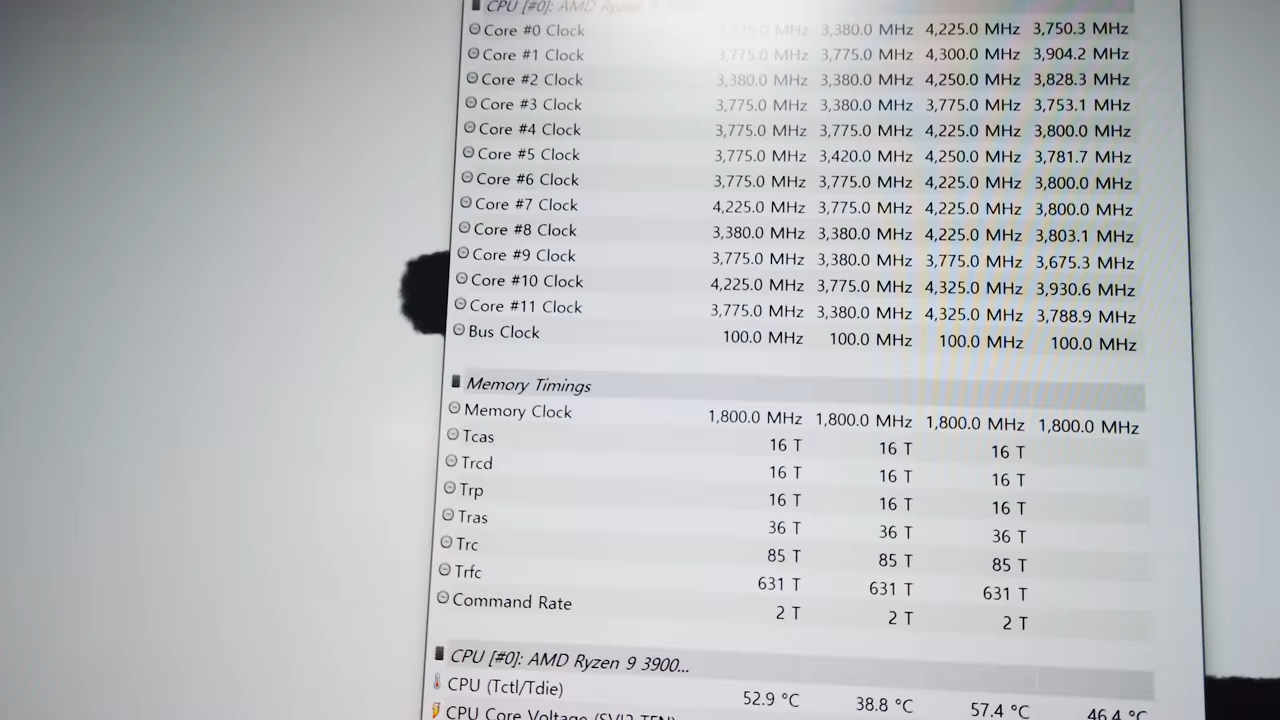 CPU [#0]: AMD Ryzen
Core #0 Clock 3,380.0 MHz 4,225.0 MHz 3,750.3 MHz
Core #1 Clock 3,775.0 MHz 3,775.0 MHz 4,300.0 MHz 3,904.2 MHz
Core #2 Clock 3,380.0 MHz 3,380.0 MHz 4,250.0 MHz 3,828.3 MHz
Core #3 Clock 3,775.0 MHz 3,380.0 MHz 3,775.0 MHz 3,753.1 MHz
Core #4 Clock 3,775.0 MHz 3,775.0 MHz 4,225.0 MHz 3,800.0 MHz
Core #5 Clock 3,775.0 MHz 3,420.0 MHz 4,250.0 MHz 3,781.7 MHz
Core #6 Clock 3,775.0 MHz 3,775.0 MHz 4,225.0 MHz 3,800.0 MHz
Core #7 Clock 4,225.0 MHz 3,775.0 MHz 4,225.0 MHz 3,800.0 MHz
Core #8 Clock 3,380.0 MHz 3,380.0 MHz 4,225.0 MHz 3,803.1 MHz
Core #9 Clock 3,775.0 MHz 3,380.0 MHz 3,775.0 MHz 3,675.3 MHz
Core #10 Clock 4,225.0 MHz 3,775.0 MHz 4,325.0 MHz 3,930.6 MHz
Core #11 Clock 3,775.0 MHz 3,380.0 MHz 4,325.0 MHz 3,788.9 MHz
Bus Clock 100.0 MHz 100.0 MHz 100.0 MHz 100.0 MHz
Memory Timings
Memory Clock 1,800.0 MHz 1,800.0 MHz 1,800.0 MHz 1,800.0 MHz
Tcas 16 T 16 T 16 T
Trcd 16 T 16 T 16 T
Trp 16 T 16 T 16 T
Tras 36 T 36 T 36 T
Trc 85 T 85 T 85 T
Trfc 631 T 631 T 631 T
Command Rate 2 T 2 T 2 T
CPU [#0]: AMD Ryzen 9 3900...
CPU (Tctl/Tdie) 52.9 °C 38.8 °C 57.4 °C 46.4 °C
CPU Core Voltage (SVI2 TFN)